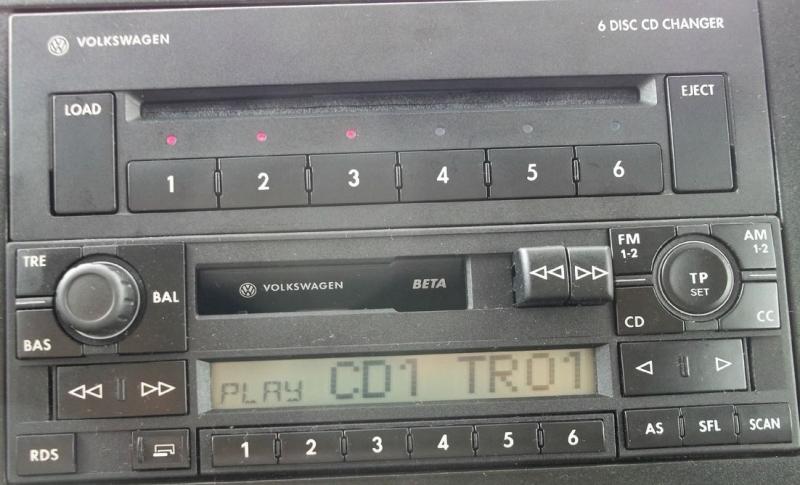 VOLKSWAGEN
6 DISC CD CHANGER
LOAD
EJECT
1 2 3 4 5 6
TRE
BAL
BAS
VOLKSWAGEN BETA
FM
1-2
AM
1-2
TP
SET
CD
CC
PLAY CD1 TR01
RDS
1 2 3 4 5 6
AS SFL SCAN